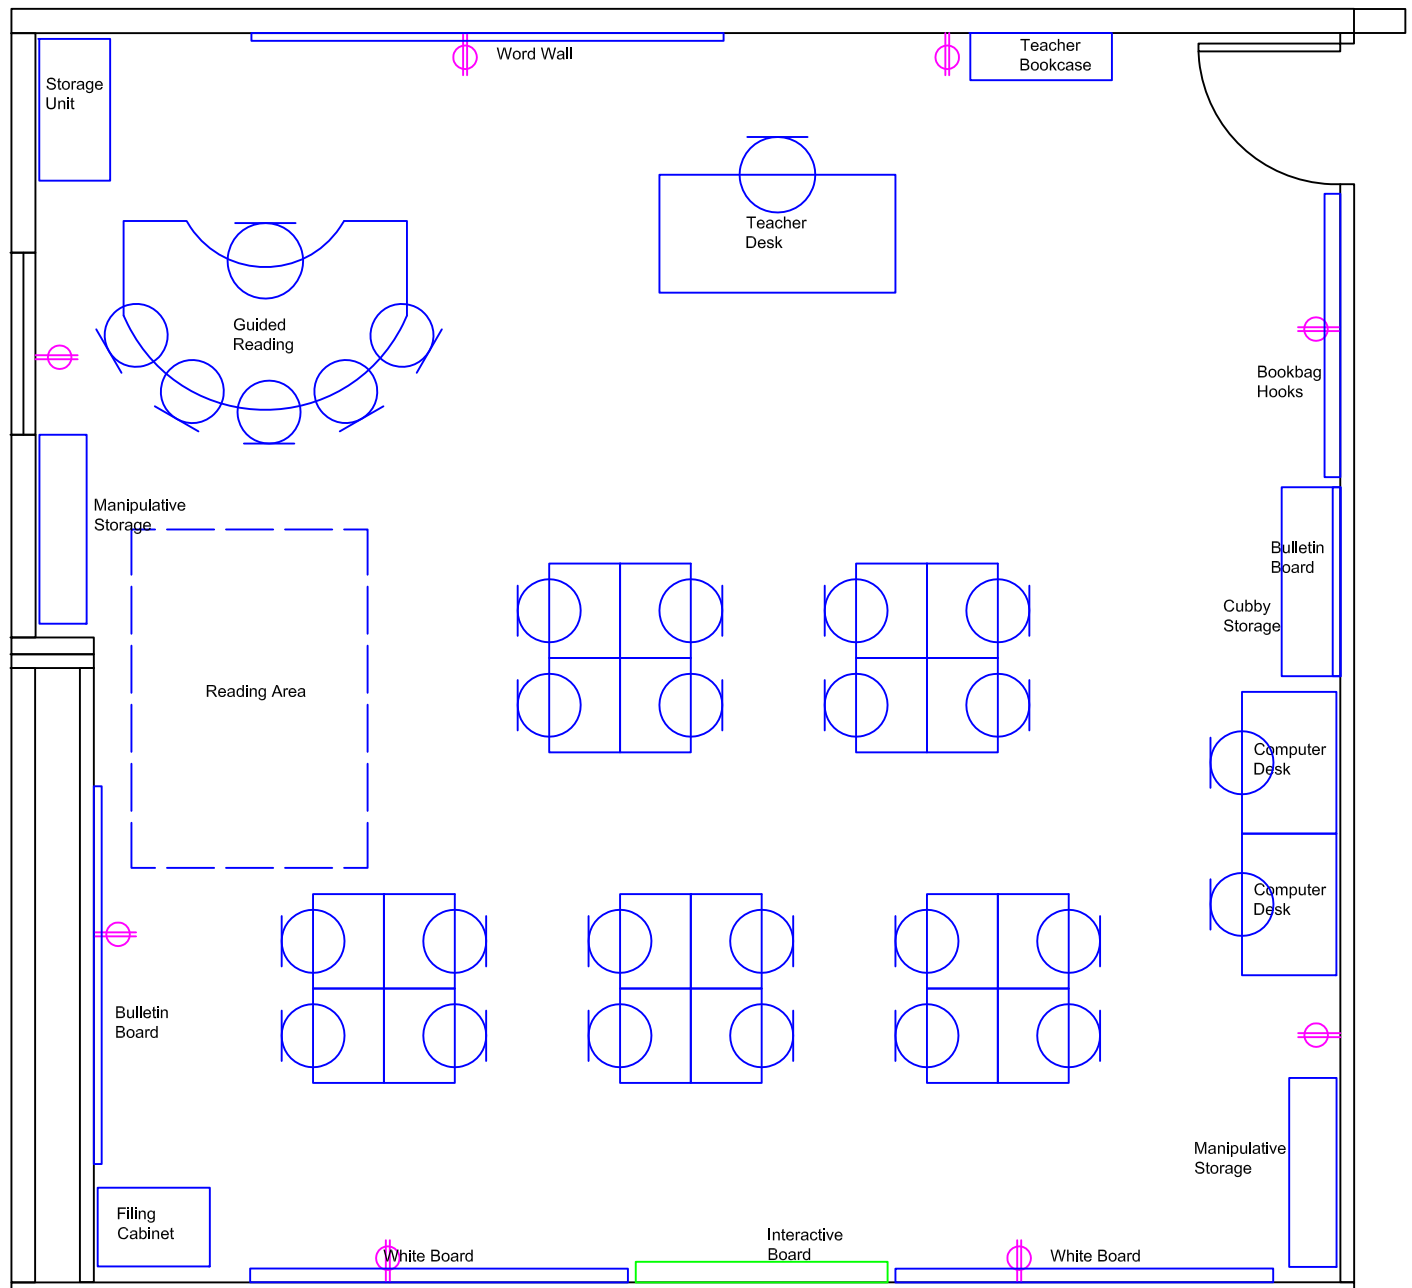 Word Wall
Teacher
Bookcase
Storage
Unit
Teacher
Desk
Guided
Reading
Bookbag
Hooks
Manipulative
Storage
Bulletin
Board
Cubby
Storage
Reading Area
Computer
Desk
Computer
Desk
Bulletin
Board
Manipulative
Storage
Filing
Cabinet
White Board
Interactive
Board
White Board